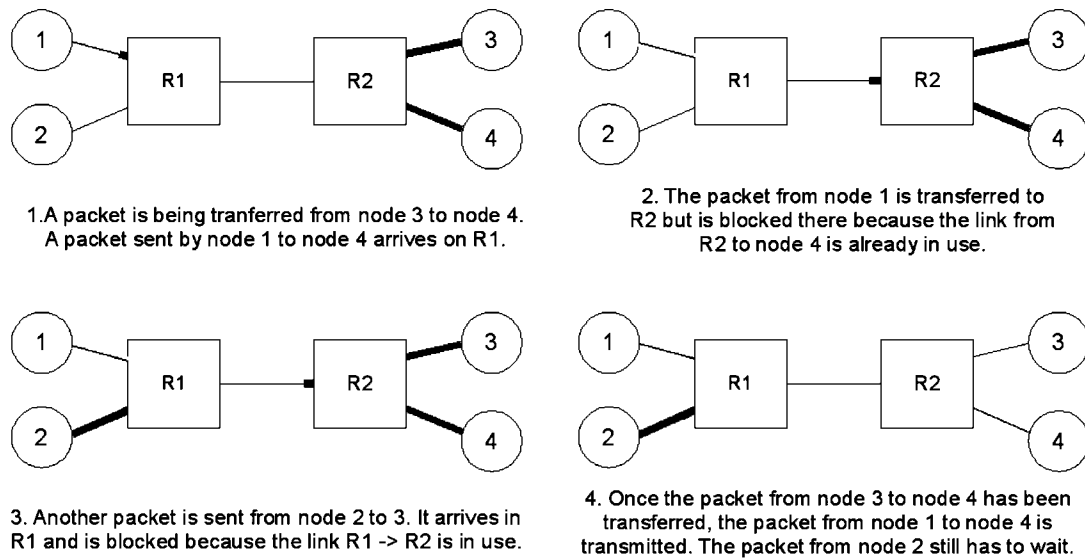 1
3
R1
R2
2
4
1.A packet is being tranferred from node 3 to node 4.
A packet sent by node 1 to node 4 arrives on R1.
1
3
R1
R2
2
4
2. The packet from node 1 is transferred to
R2 but is blocked there because the link from
R2 to node 4 is already in use.
1
3
R1
R2
2
4
3. Another packet is sent from node 2 to 3. It arrives in
R1 and is blocked because the link R1 -> R2 is in use.
1
3
R1
R2
2
4
4. Once the packet from node 3 to node 4 has been
transferred, the packet from node 1 to node 4 is
transmitted. The packet from node 2 still has to wait.